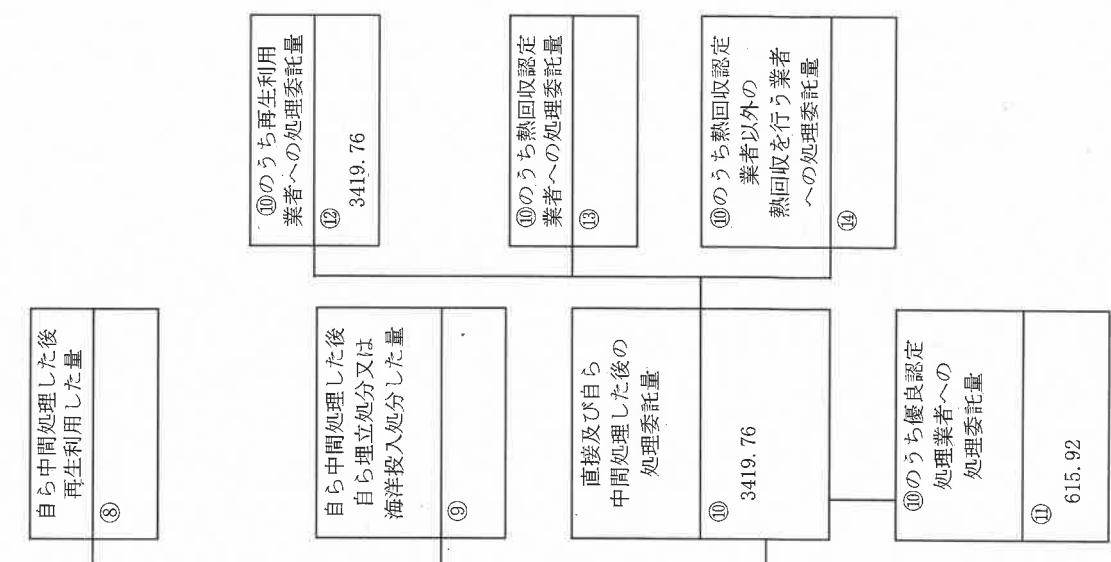 自ら中間処理した後
再生利用した量
⑧
自ら中間処理した後
自ら埋立処分又は
海洋投入処分した量
⑨
直接及び自ら
中間処理した後の
処理委託量
⑩
3419.76
⑩のうち優良認定
処理業者への
処理委託量
⑪
615.92
⑩のうち再生利用
業者への処理委託量
⑫
3419.76
⑩のうち熱回収認定
業者への処理委託量
⑬
⑩のうち熱回収認定
業者以外の
熱回収を行う業者
への処理委託量
⑭